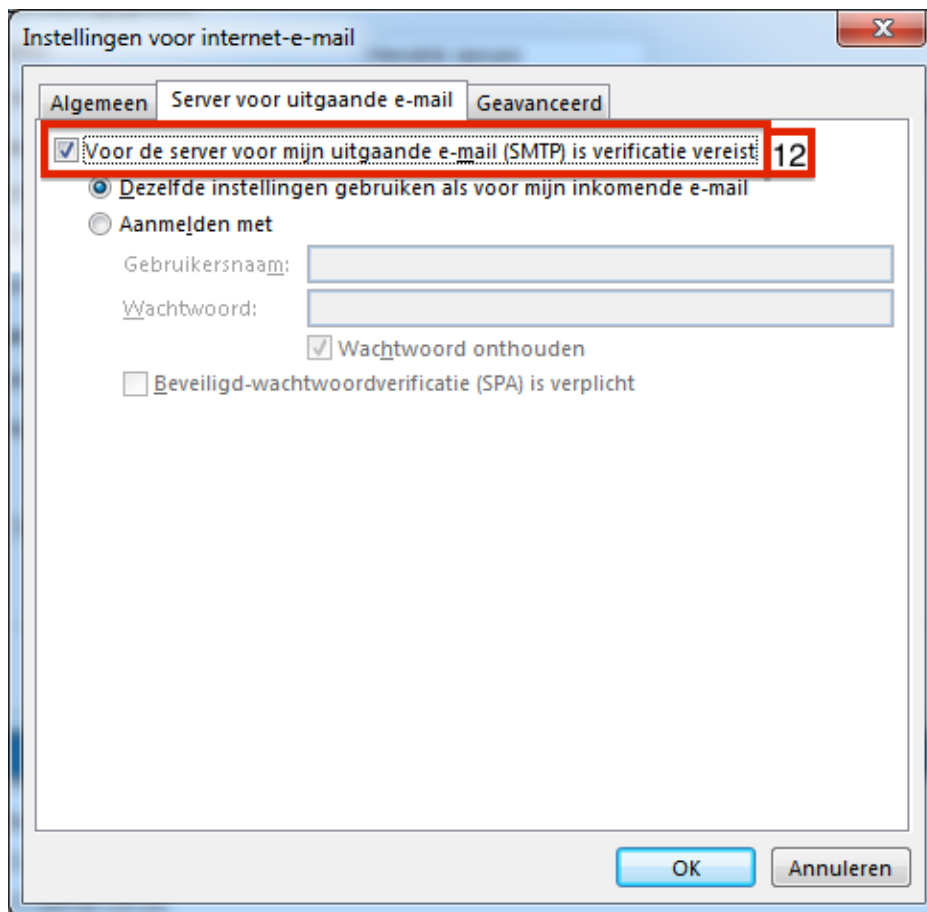 Instellingen voor internet-e-mail
Algemeen Server voor uitgaande e-mail Geavanceerd
Voor de server voor mijn uitgaande e-mail (SMTP) is verificatie vereist 12
Dezelfde instellingen gebruiken als voor mijn inkomende e-mail
Aanmelden met
Gebruikersnaam:
Wachtwoord:
Wachtwoord onthouden
Beveiligd-wachtwoordverificatie (SPA) is verplicht
OK Annuleren